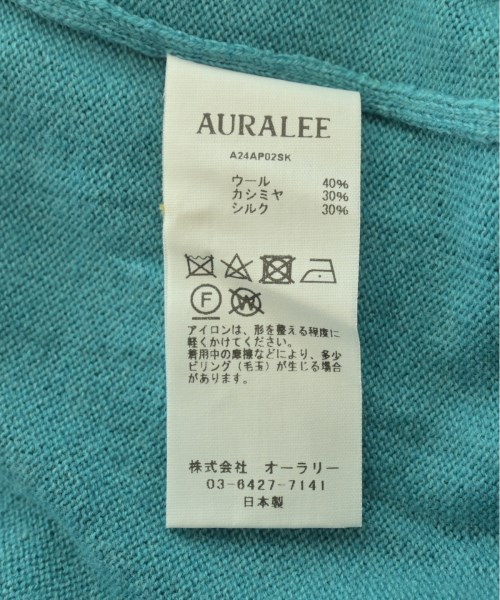 AURALEE
A24AP02SK
ウール 40%
カシミヤ 30%
シルク 30%
F W
アイロンは、形を整える程度に
軽くかけてください。
着用中の摩擦などにより、多少
ピリング（毛玉）が生じる場合
があります。
株式会社 オーラリー
03-6427-7141
日本製